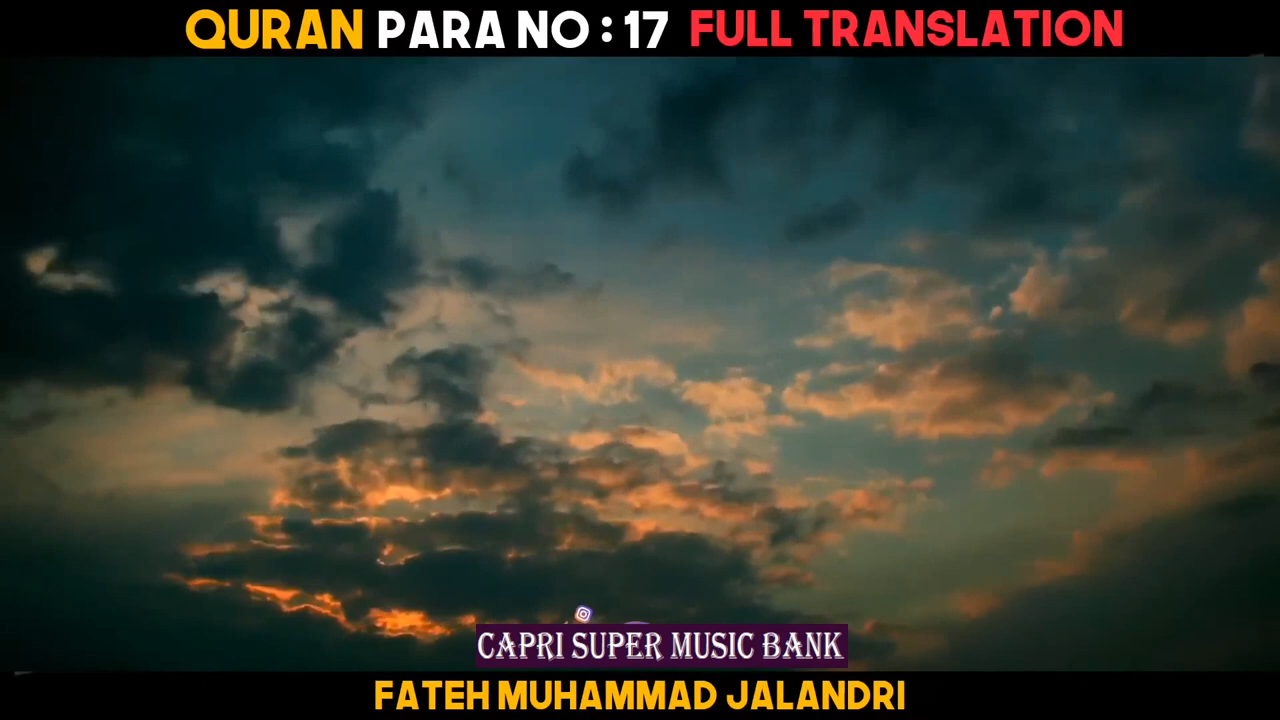 QURAN PARA NO : 17 FULL TRANSLATION
CAPRI SUPER MUSIC BANK
FATEH MUHAMMAD JALANDRI